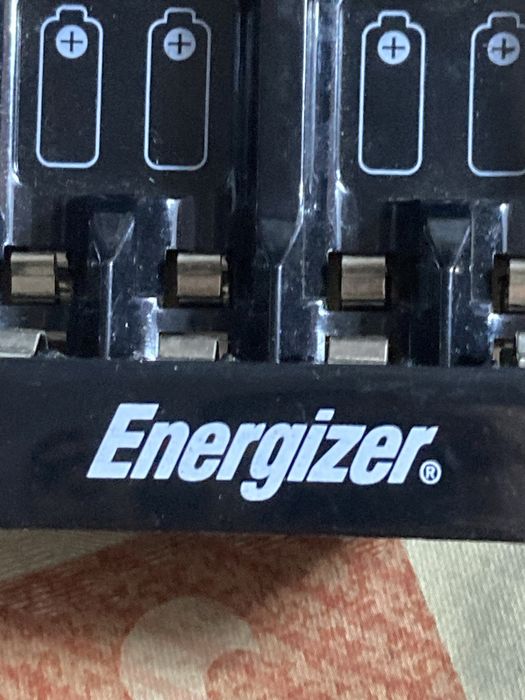 + + + +
Energizer®